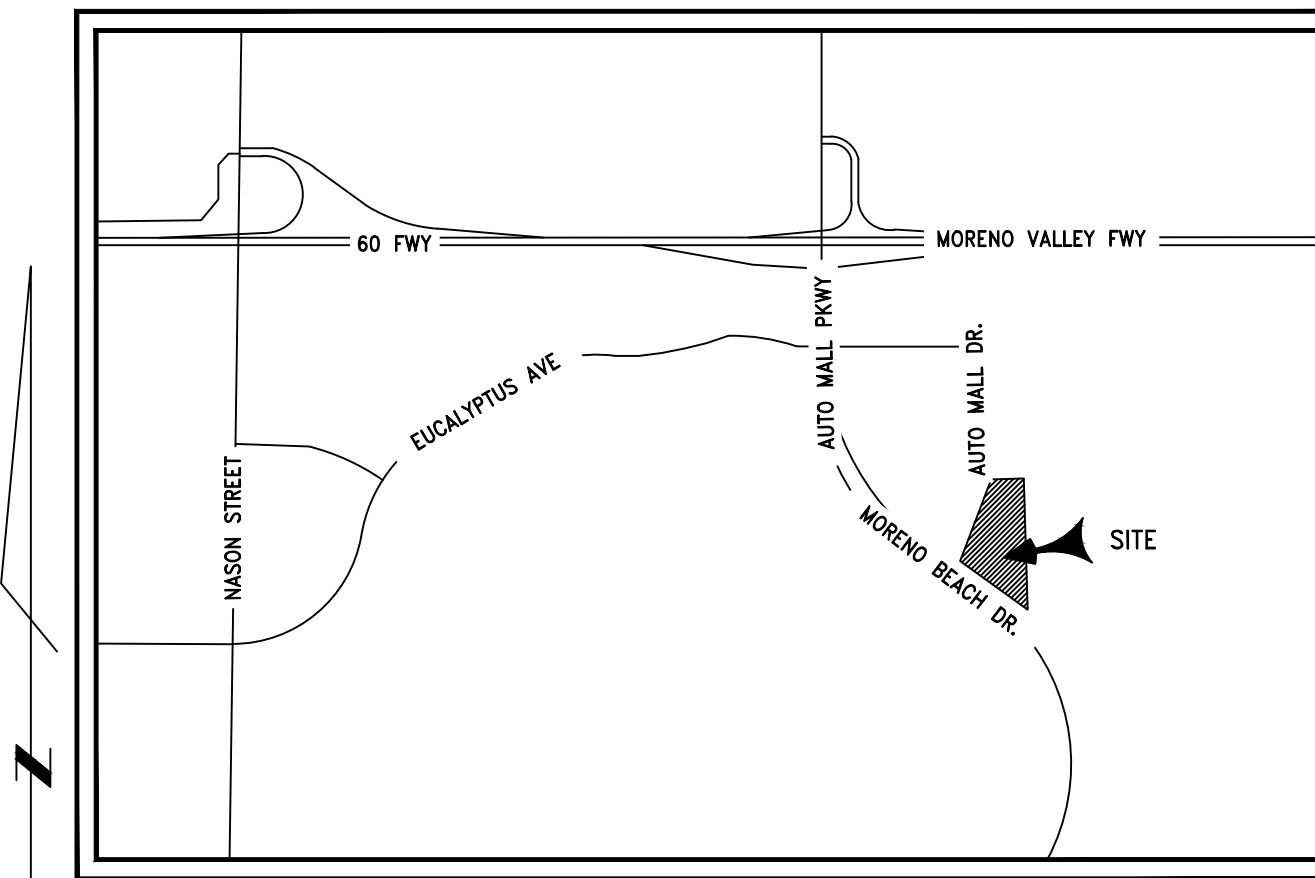 60 FWY
MORENO VALLEY FWY
AUTO MALL PKWY
AUTO MALL DR.
EUCALYPTUS AVE
NASON STREET
MORENO BEACH DR.
SITE
N